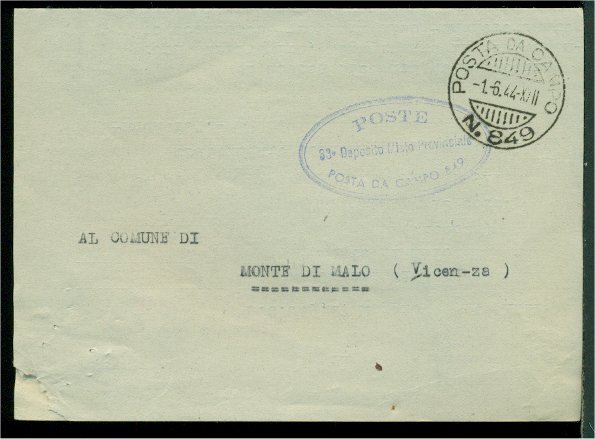 POSTA DA CAMPO
-1.6.44-XXII
N. 849
POSTE
83° Deposito Misto Provinciale
POSTA DA CAMPO 849
AL COMUNE DI
MONTE DI MALO ( Vicen-za )
============